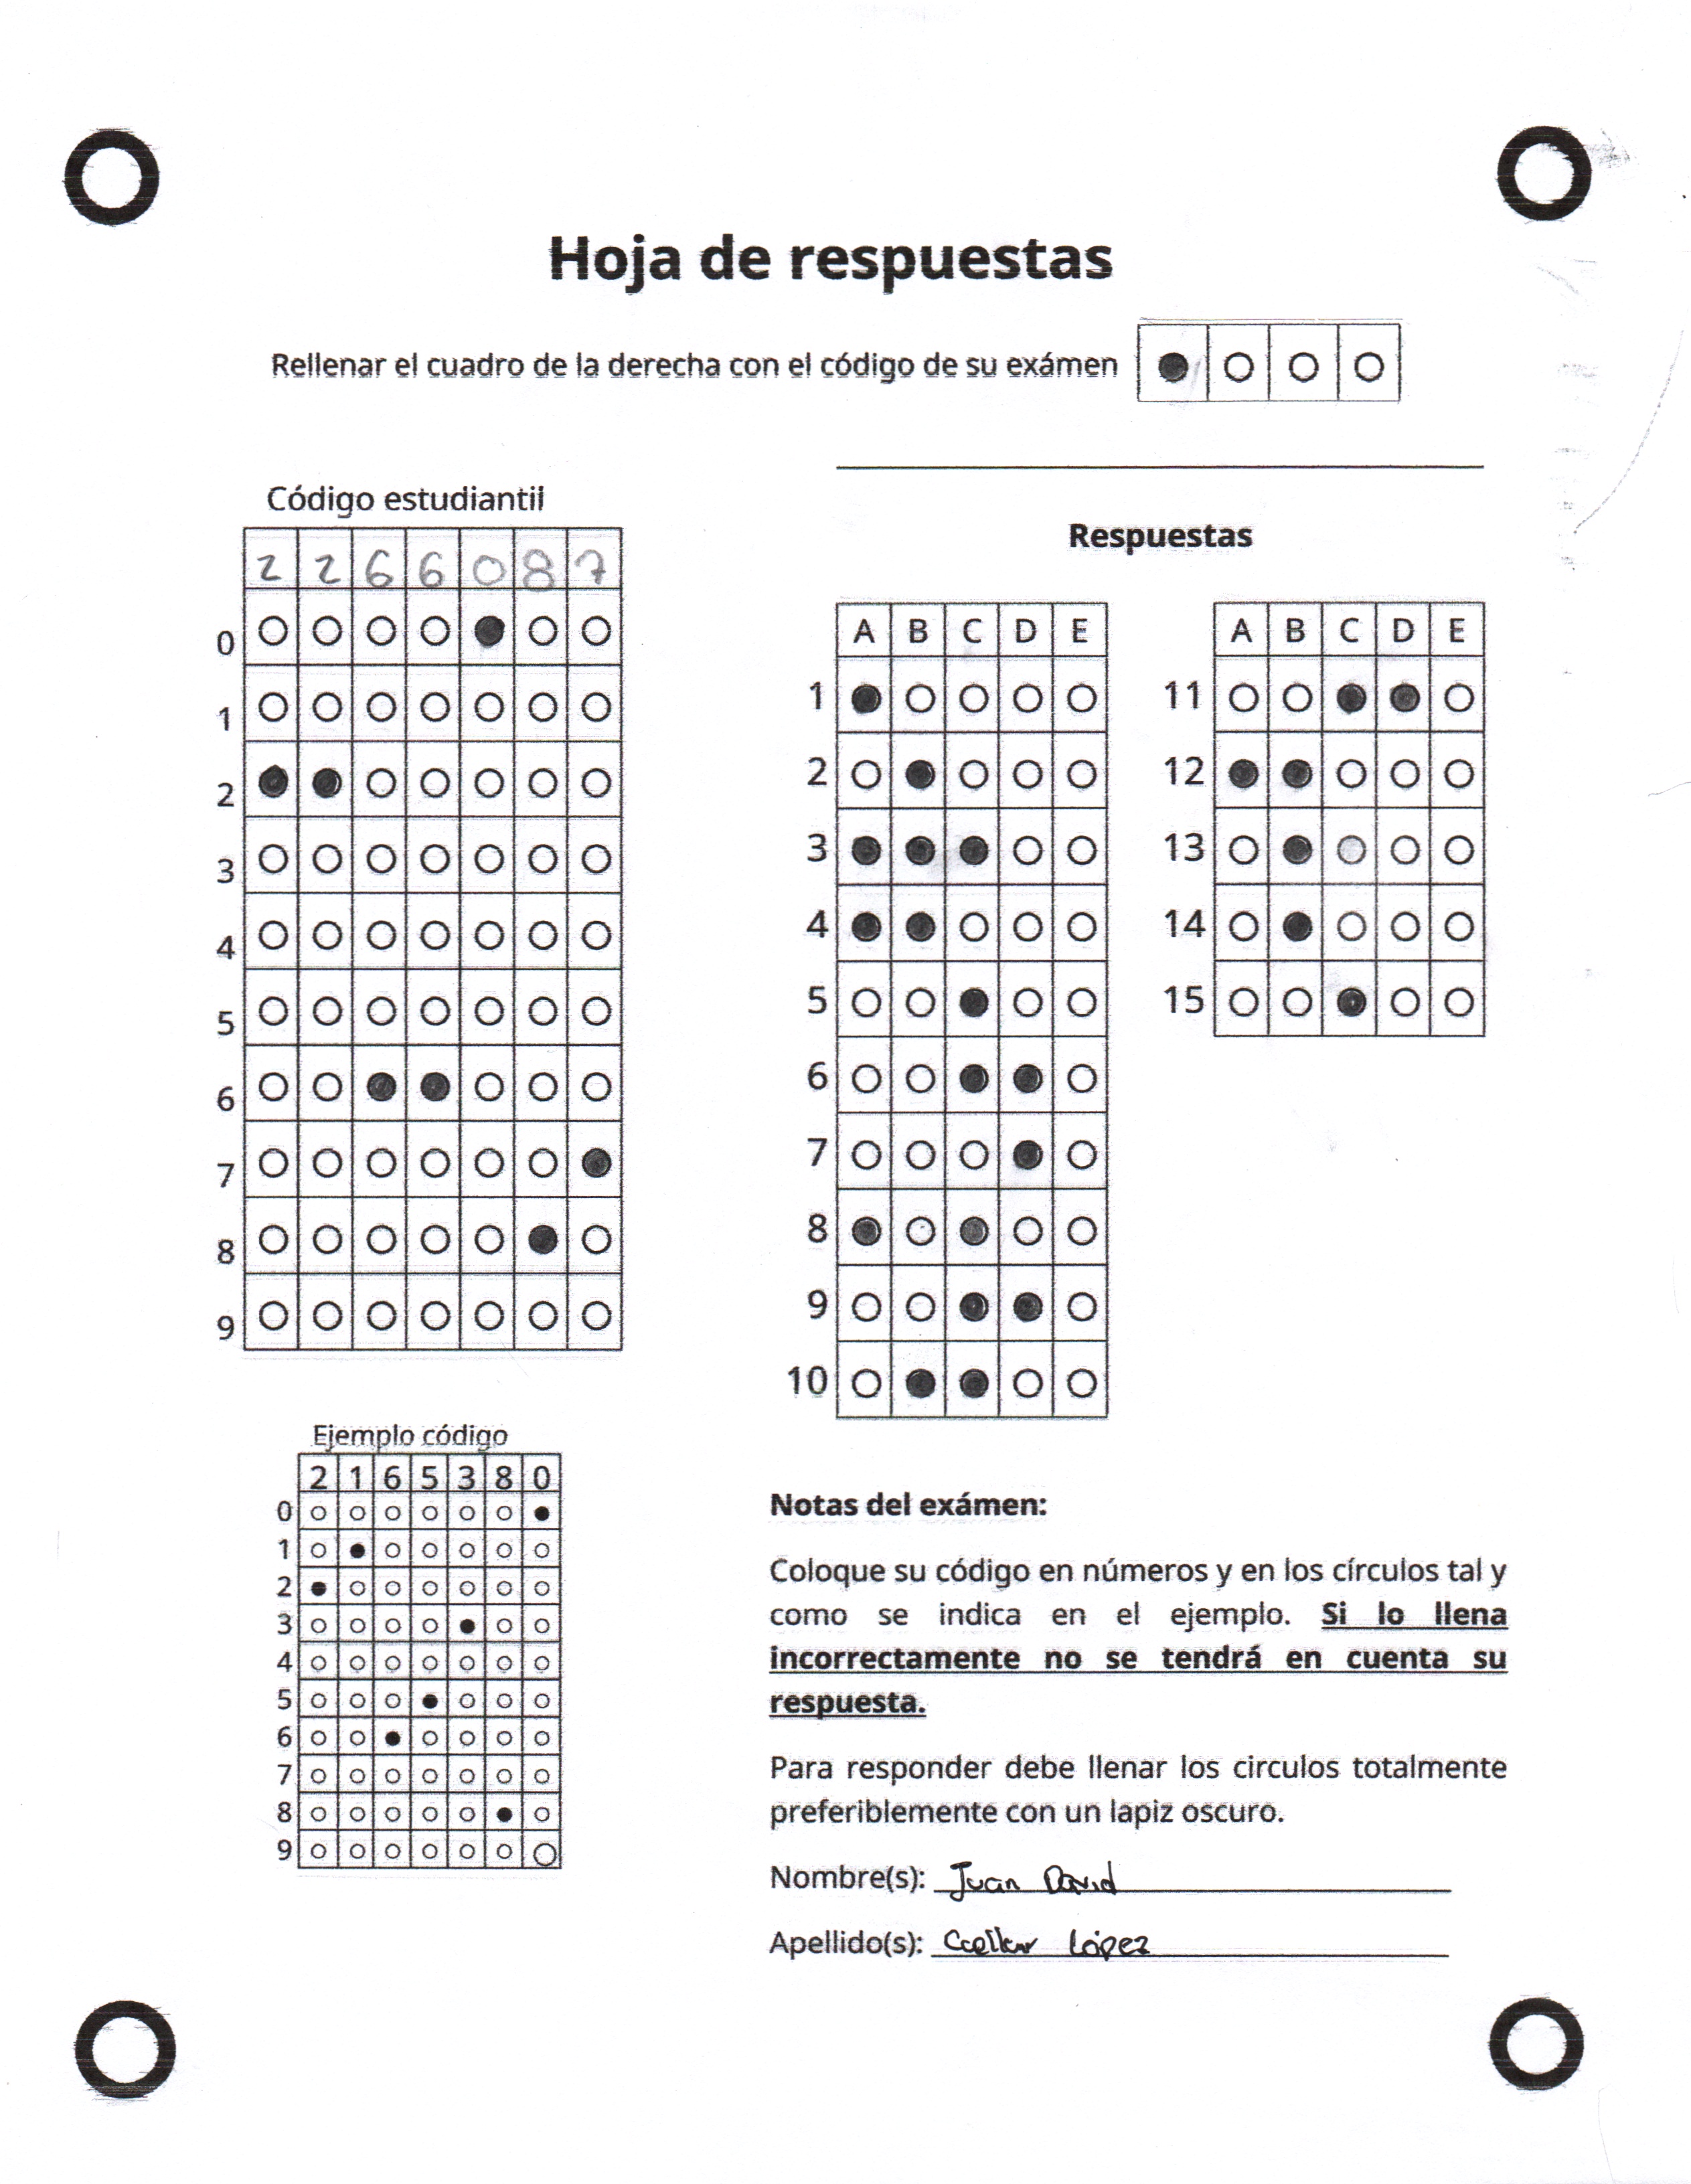 Hoja de respuestas
Rellenar el cuadro de la derecha con el código de su exámen
Código estudiantil
2 2 6 6 0 8 7
0
1
2
3
4
5
6
7
8
9
Respuestas
A B C D E
1
2
3
4
5
6
7
8
9
10
A B C D E
11
12
13
14
15
Ejemplo código
2 1 6 5 3 8 0
0
1
2
3
4
5
6
7
8
9
Notas del exámen:
Coloque su código en números y en los círculos tal y
como se indica en el ejemplo. Si lo llena
incorrectamente no se tendrá en cuenta su
respuesta.
Para responder debe llenar los circulos totalmente
preferiblemente con un lapiz oscuro.
Nombre(s): Juan David
Apellido(s): Cuellar López